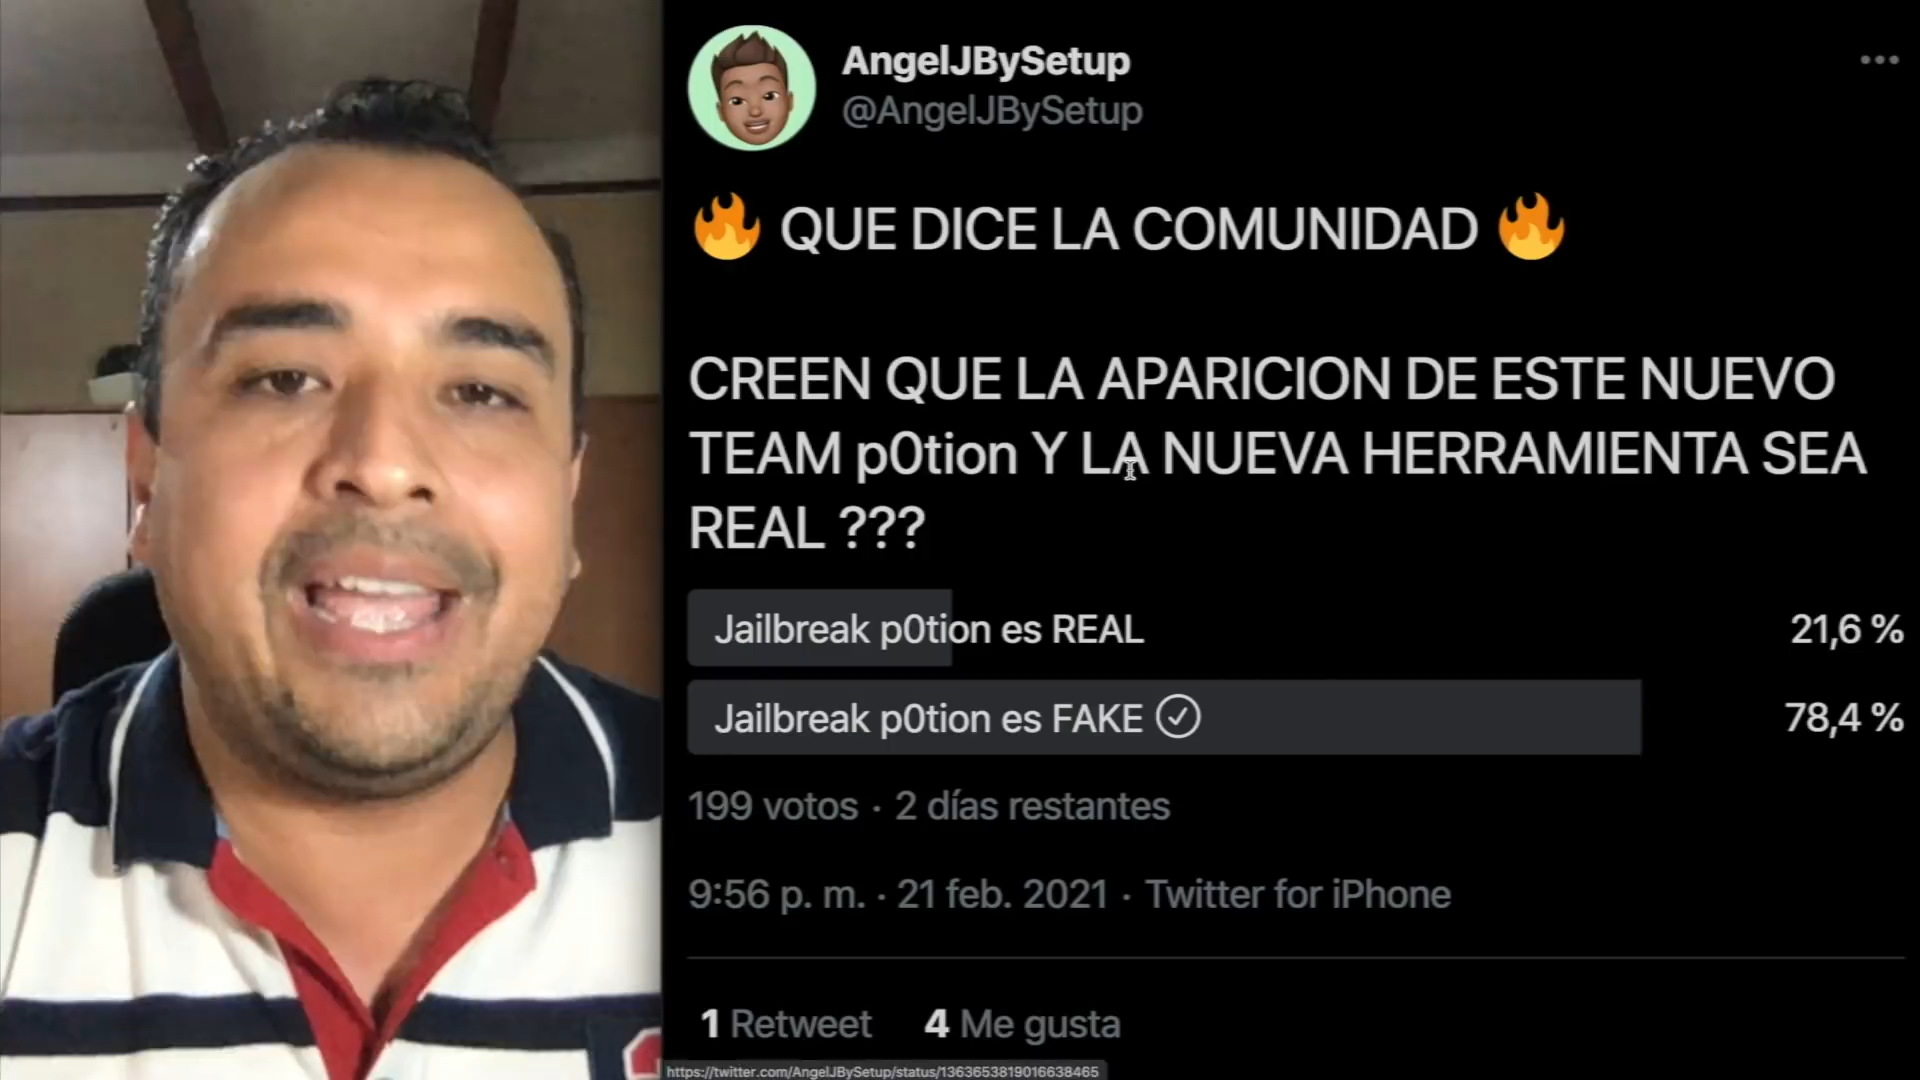 AngelJBySetup
@AngelJBySetup
🔥 QUE DICE LA COMUNIDAD 🔥
CREEN QUE LA APARICION DE ESTE NUEVO
TEAM p0tion Y LA NUEVA HERRAMIENTA SEA
REAL ???
Jailbreak p0tion es REAL 21,6 %
Jailbreak p0tion es FAKE 78,4 %
199 votos · 2 días restantes
9:56 p. m. · 21 feb. 2021 · Twitter for iPhone
1 Retweet 4 Me gusta
https://twitter.com/AngelJBySetup/status/1363653819016638465